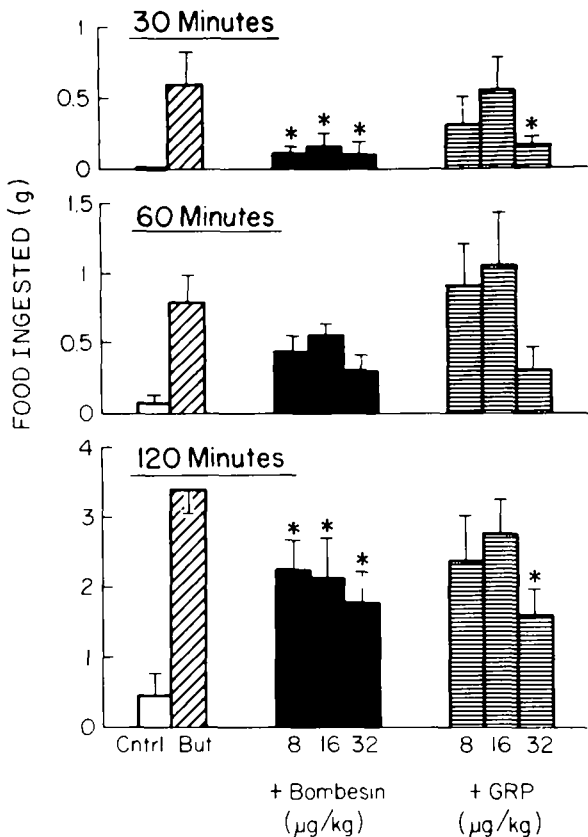 30 Minutes
1
0.5
0
* * *
*
60 Minutes
1.5
1
0.5
0
FOOD INGESTED (g)
120 Minutes
4
3
2
1
0
* * *
*
Cntrl But 8 16 32 8 16 32
+ Bombesin + GRP
(μg/kg) (μg/kg)